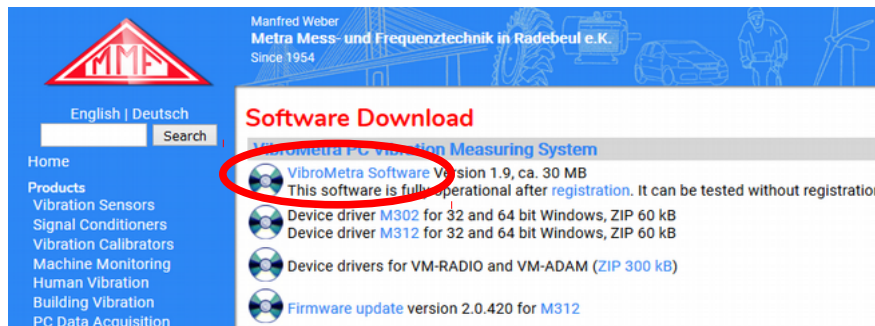 MMF
Manfred Weber
Metra Mess- und Frequenztechnik in Radebeul e.K.
Since 1954
English | Deutsch
Search
Home
Products
Vibration Sensors
Signal Conditioners
Vibration Calibrators
Machine Monitoring
Human Vibration
Building Vibration
PC Data Acquisition
Software Download
VibroMetra PC Vibration Measuring System
VibroMetra Software Version 1.9, ca. 30 MB
This software is fully operational after registration. It can be tested without registration
Device driver M302 for 32 and 64 bit Windows, ZIP 60 kB
Device driver M312 for 32 and 64 bit Windows, ZIP 60 kB
Device drivers for VM-RADIO and VM-ADAM (ZIP 300 kB)
Firmware update version 2.0.420 for M312